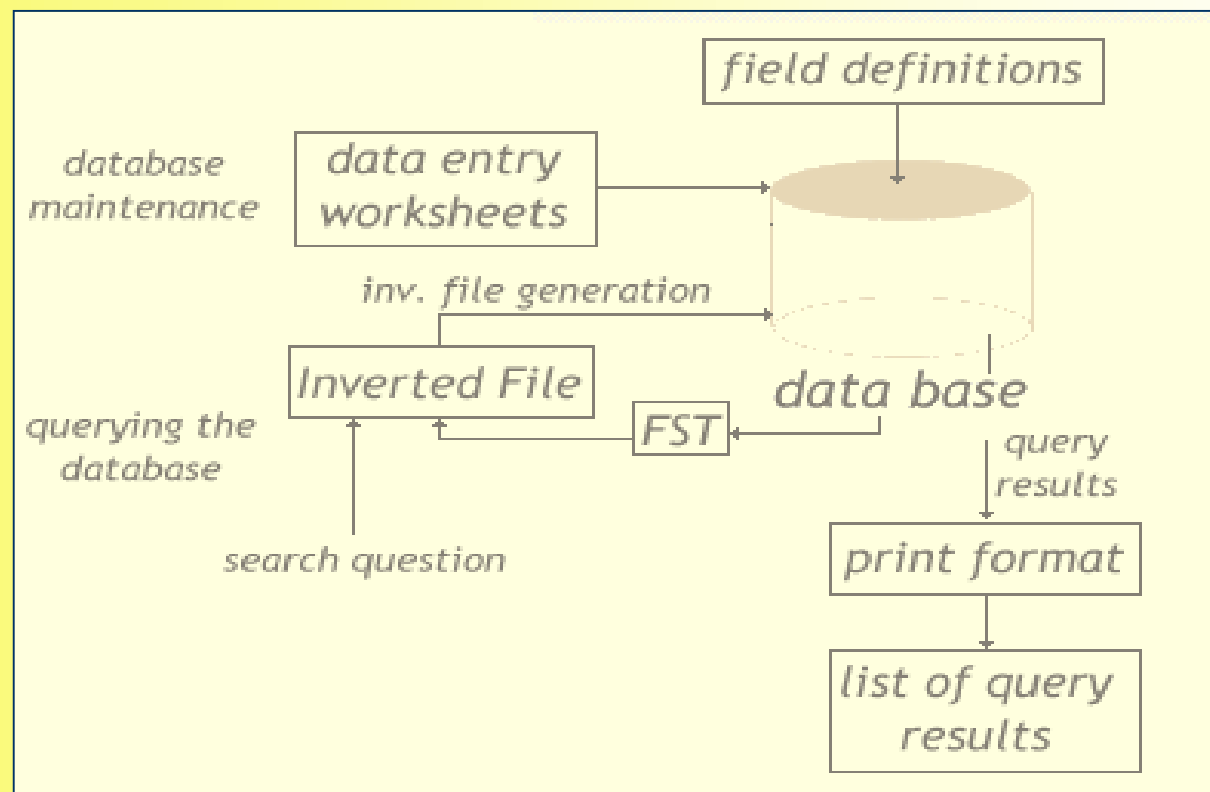 field definitions
database
maintenance
data entry
worksheets
inv. file generation
Inverted File
data base
querying the
database
FST
query
results
search question
print format
list of query
results